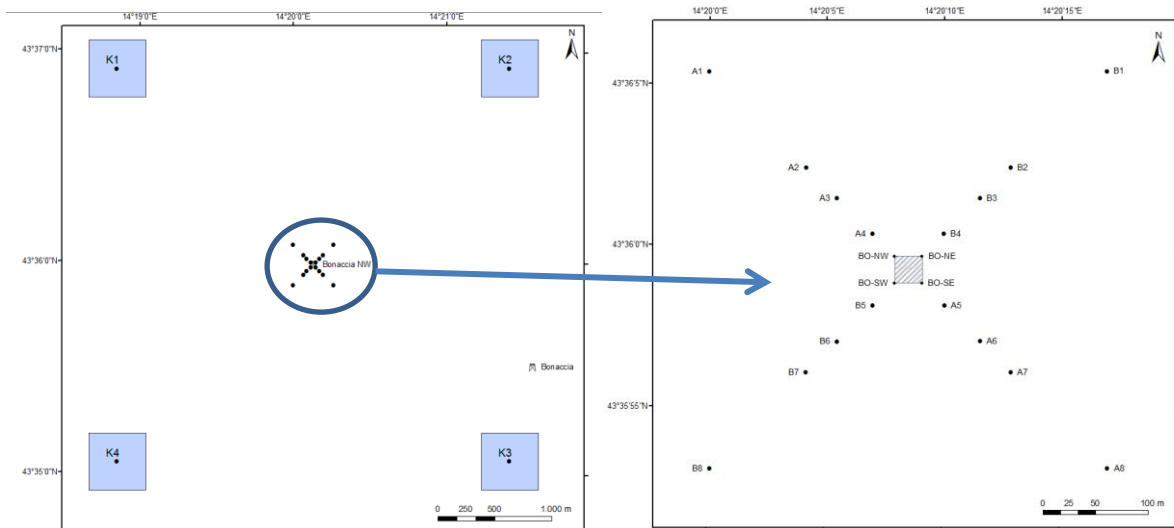 14°19'0"E 14°20'0"E 14°21'0"E
43°37'0"N
N
K1
K2
43°36'0"N
Bonaccia NW
Bonaccia
K4
K3
43°35'0"N
0 250 500 1.000 m
14°20'0"E 14°20'5"E 14°20'10"E 14°20'15"E
N
A1
B1
43°36'5"N
A2
B2
A3
B3
A4
B4
43°36'0"N
BO-NW
BO-NE
BO-SW
BO-SE
B5
A5
B6
A6
B7
A7
43°35'55"N
B8
A8
0 25 50 100 m